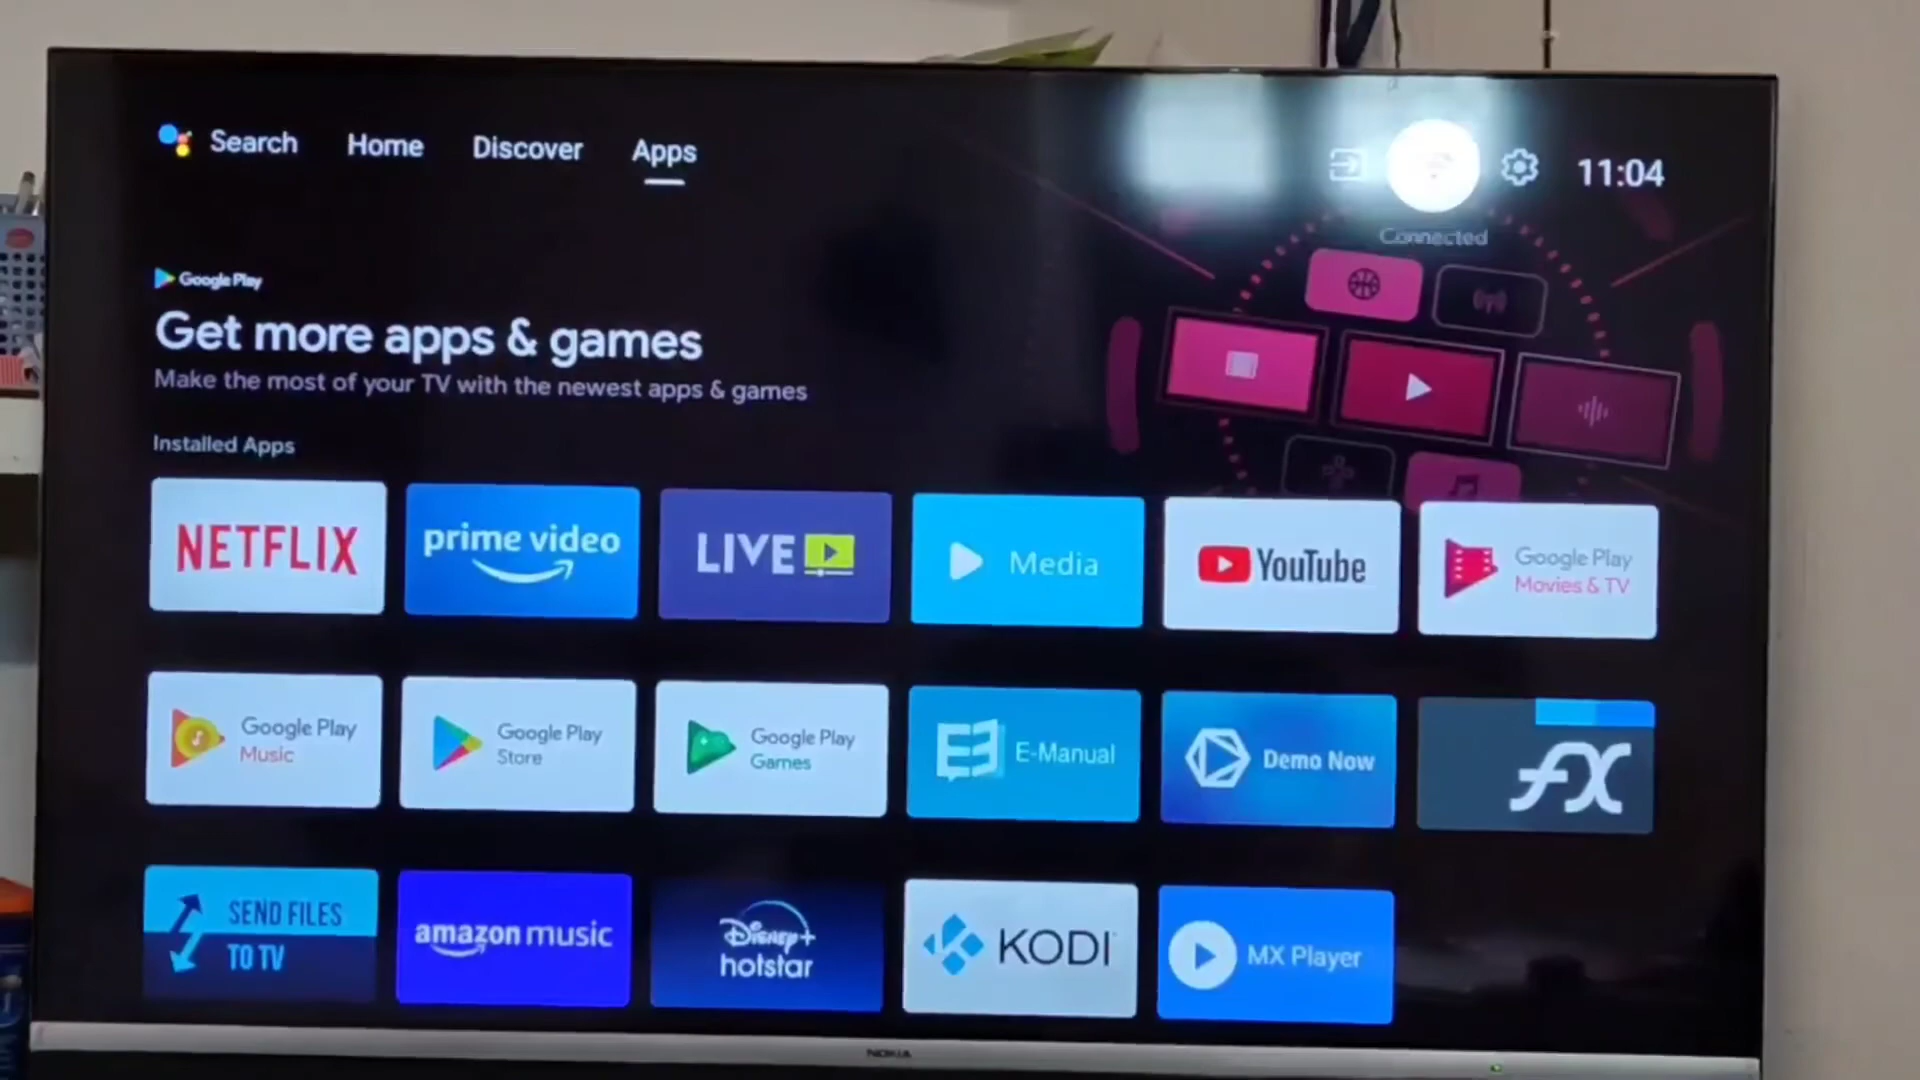 Search Home Discover Apps 11:04
Connected
Google Play
Get more apps & games
Make the most of your TV with the newest apps & games
Installed Apps
NETFLIX
prime video
LIVE
Media
YouTube
Google Play
Movies & TV
Google Play
Music
Google Play
Store
Google Play
Games
E-Manual
Demo Now
fX
SEND FILES
TO TV
amazon music
Disney+
hotstar
KODI
MX Player
NOKIA